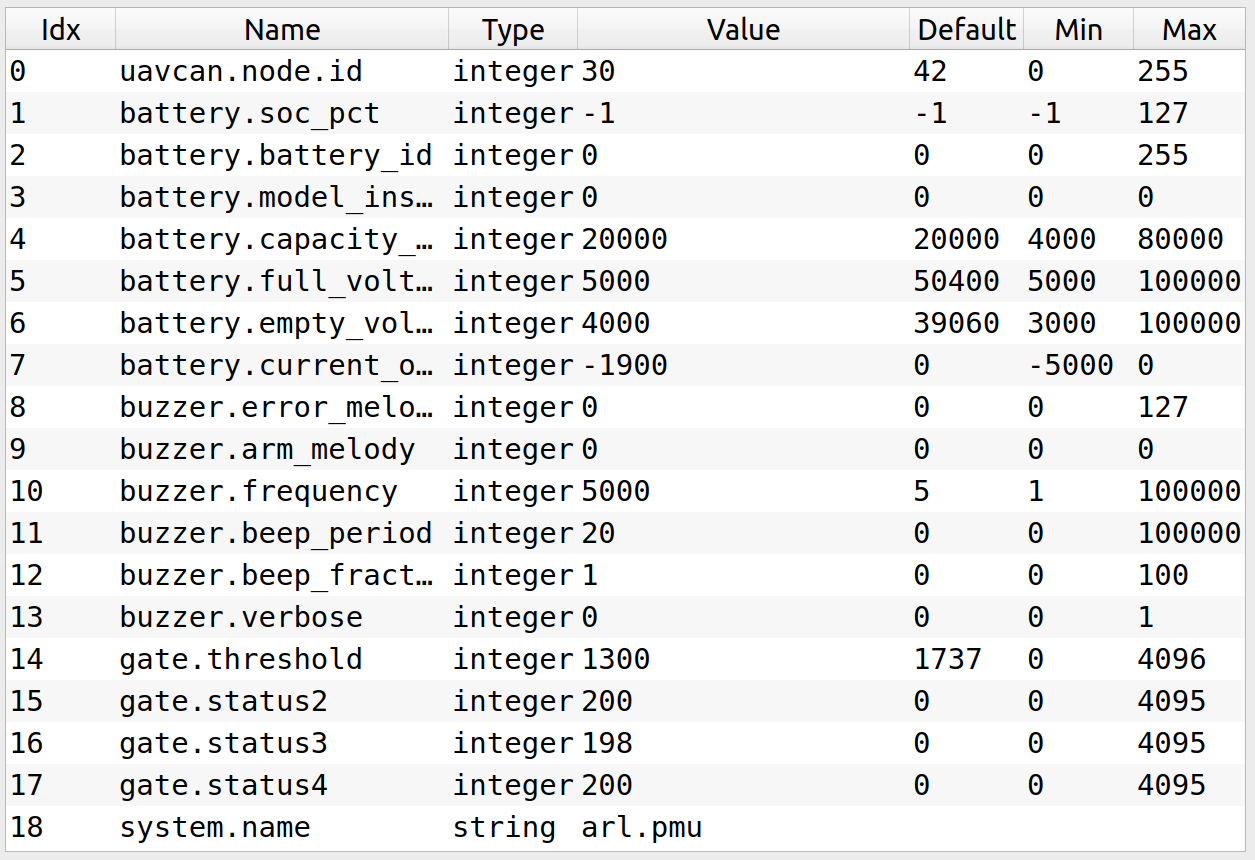 Idx Name Type Value Default Min Max
0 uavcan.node.id integer 30 42 0 255
1 battery.soc_pct integer -1 -1 -1 127
2 battery.battery_id integer 0 0 0 255
3 battery.model_ins… integer 0 0 0 0
4 battery.capacity_… integer 20000 20000 4000 80000
5 battery.full_volt… integer 5000 50400 5000 100000
6 battery.empty_vol… integer 4000 39060 3000 100000
7 battery.current_o… integer -1900 0 -5000 0
8 buzzer.error_melo… integer 0 0 0 127
9 buzzer.arm_melody integer 0 0 0 0
10 buzzer.frequency integer 5000 5 1 100000
11 buzzer.beep_period integer 20 0 0 100000
12 buzzer.beep_fract… integer 1 0 0 100
13 buzzer.verbose integer 0 0 0 1
14 gate.threshold integer 1300 1737 0 4096
15 gate.status2 integer 200 0 0 4095
16 gate.status3 integer 198 0 0 4095
17 gate.status4 integer 200 0 0 4095
18 system.name string arl.pmu